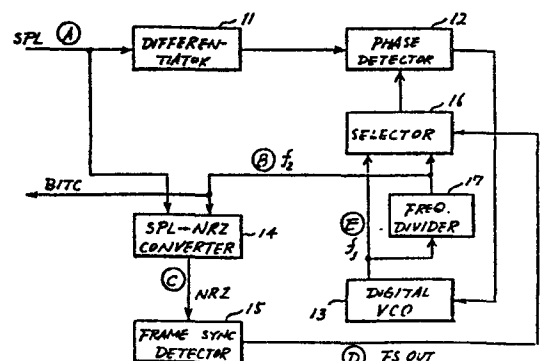 11
12
SPL Ⓐ
DIFFEREN-
TIATOR
PHASE
DETECTOR
16
SELECTOR
Ⓑ f2
BITC
17
FREQ.
DIVIDER
Ⓔ
f1
SPL→NRZ
CONVERTER
14
Ⓒ
NRZ
15
13
DIGITAL
VCO
FRAME SYNC
DETECTOR
Ⓓ FS OUT